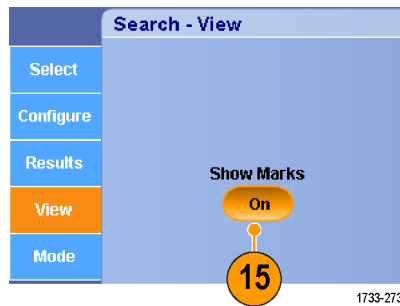 Search - View
Select
Configure
Results
View
Mode
Show Marks
On
15
1733-273